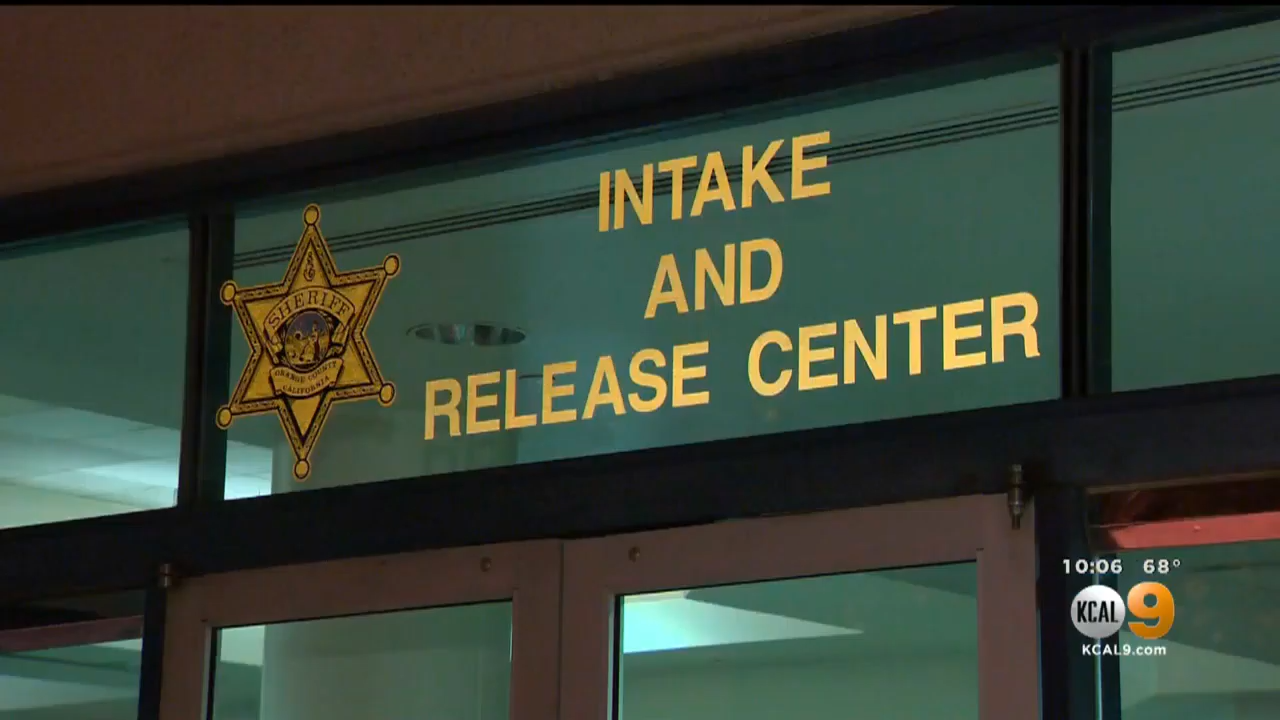 INTAKE
AND
RELEASE CENTER
SHERIFF
ORANGE COUNTY
CALIFORNIA
10:06 68°
KCAL 9
KCAL9.com